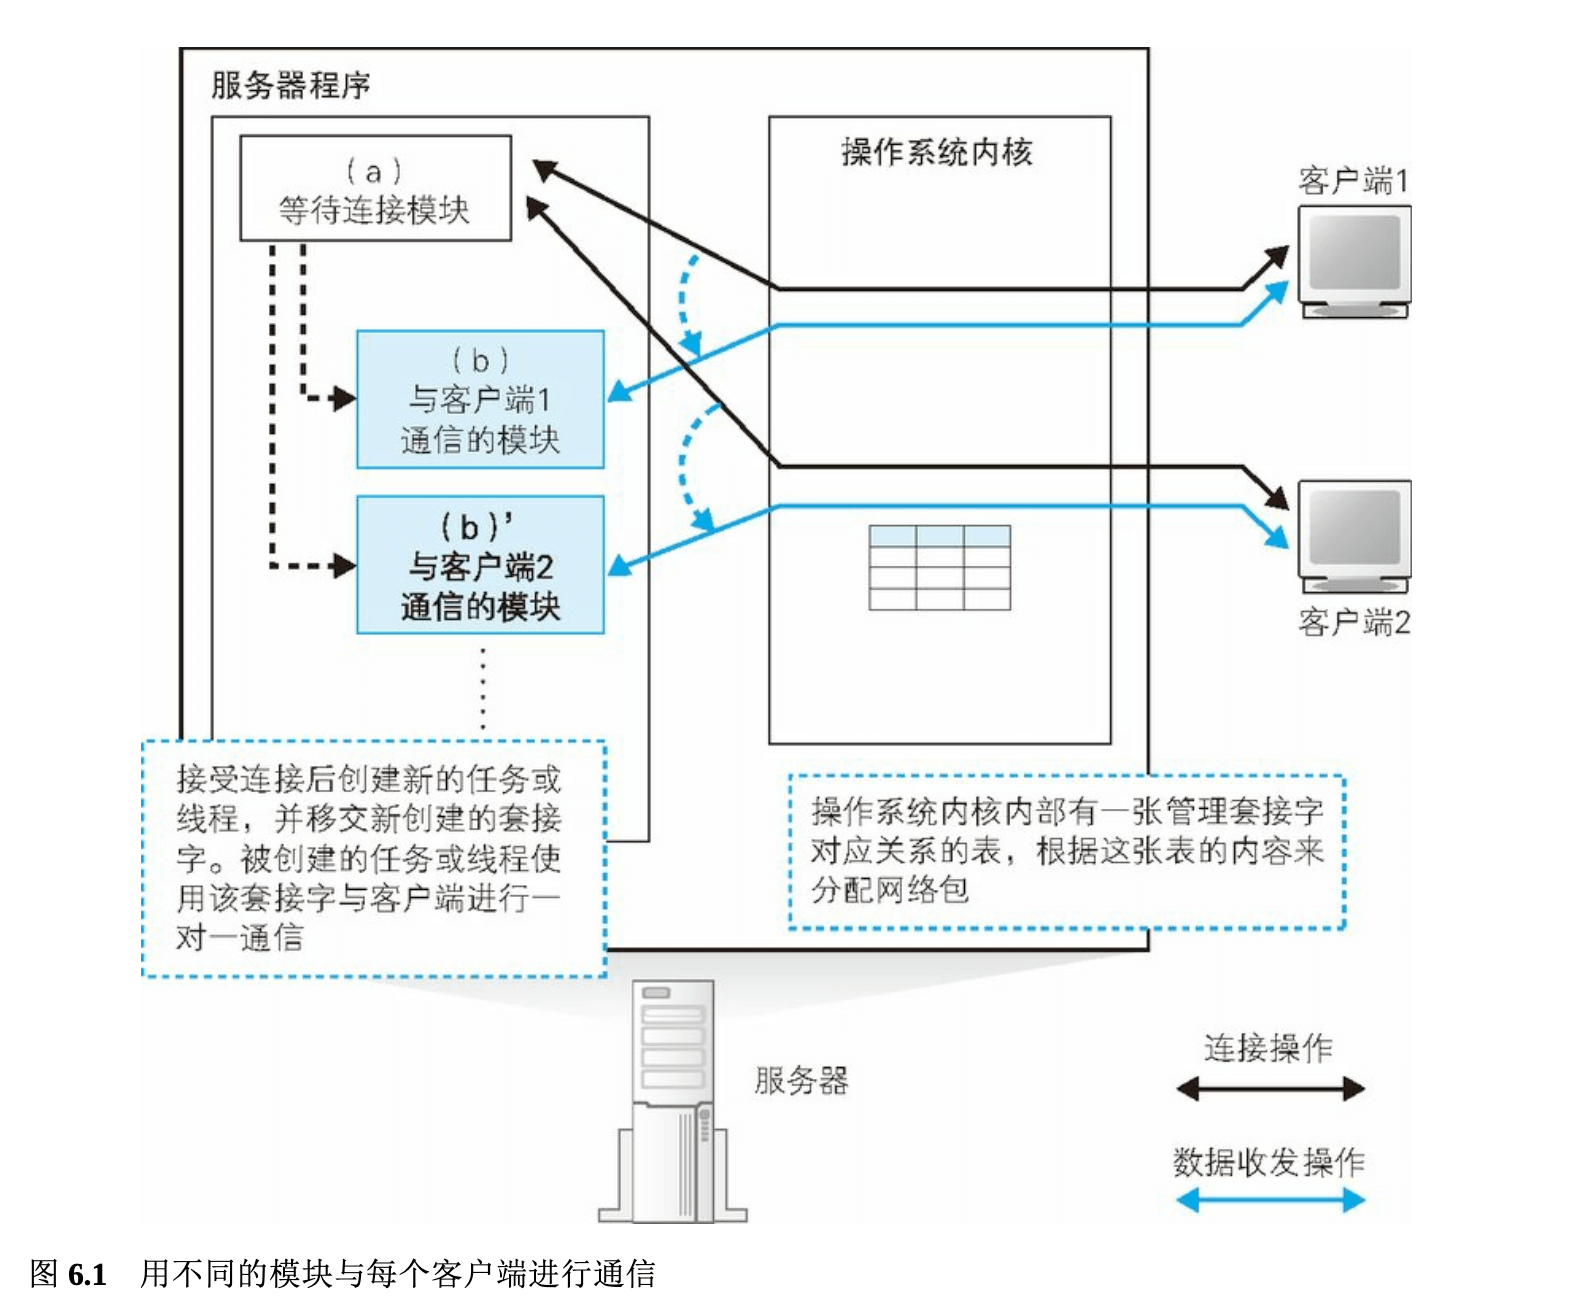 服务器程序
(a)
等待连接模块
操作系统内核
客户端1
(b)
与客户端1
通信的模块
(b)’
与客户端2
通信的模块
客户端2
接受连接后创建新的任务或
线程，并移交新创建的套接
字。被创建的任务或线程使
用该套接字与客户端进行一
对一通信
操作系统内核内部有一张管理套接字
对应关系的表，根据这张表的内容来
分配网络包
服务器
连接操作
数据收发操作
图 6.1 用不同的模块与每个客户端进行通信